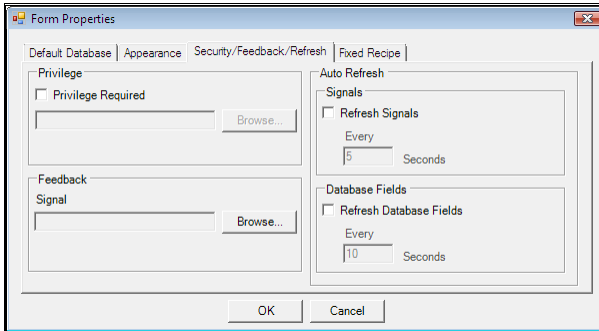 Form Properties
Default Database
Appearance
Security/Feedback/Refresh
Fixed Recipe
Privilege
Privilege Required
Browse...
Feedback
Signal
Browse...
Auto Refresh
Signals
Refresh Signals
Every
5 Seconds
Database Fields
Refresh Database Fields
Every
10 Seconds
OK
Cancel